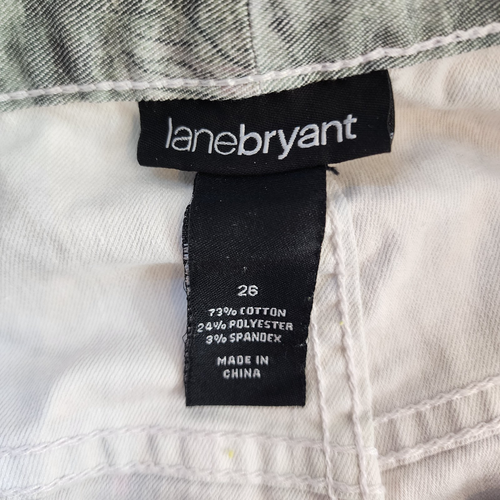 lanebryant
26
73% COTTON
24% POLYESTER
3% SPANDEX
MADE IN
CHINA